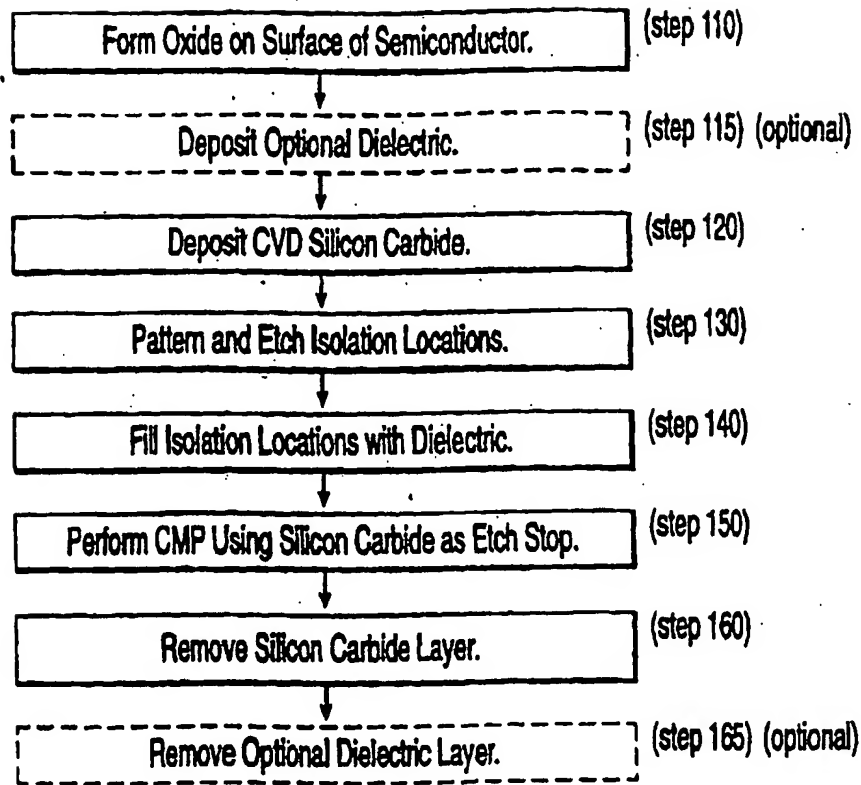 Form Oxide on Surface of Semiconductor. (step 110)
Deposit Optional Dielectric. (step 115) (optional)
Deposit CVD Silicon Carbide. (step 120)
Pattern and Etch Isolation Locations. (step 130)
Fill Isolation Locations with Dielectric. (step 140)
Perform CMP Using Silicon Carbide as Etch Stop. (step 150)
Remove Silicon Carbide Layer. (step 160)
Remove Optional Dielectric Layer. (step 165) (optional)